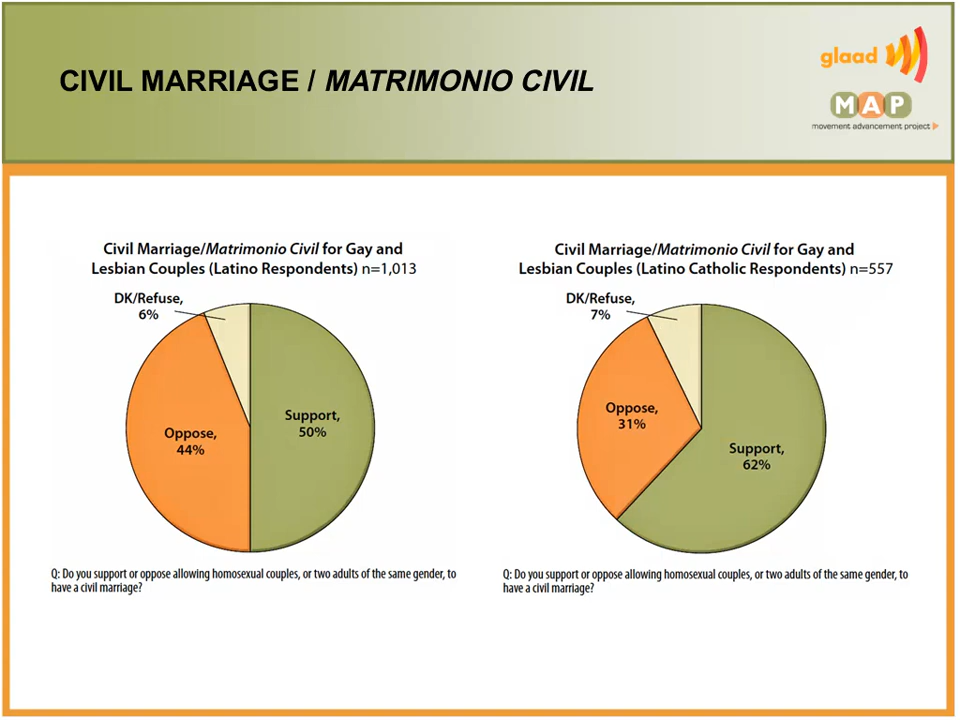 CIVIL MARRIAGE / MATRIMONIO CIVIL
glaad
MAP
movement advancement project
Civil Marriage/Matrimonio Civil for Gay and
Lesbian Couples (Latino Respondents) n=1,013
DK/Refuse,
6%
Support,
50%
Oppose,
44%
Q: Do you support or oppose allowing homosexual couples, or two adults of the same gender, to
have a civil marriage?
Civil Marriage/Matrimonio Civil for Gay and
Lesbian Couples (Latino Catholic Respondents) n=557
DK/Refuse,
7%
Oppose,
31%
Support,
62%
Q: Do you support or oppose allowing homosexual couples, or two adults of the same gender, to
have a civil marriage?